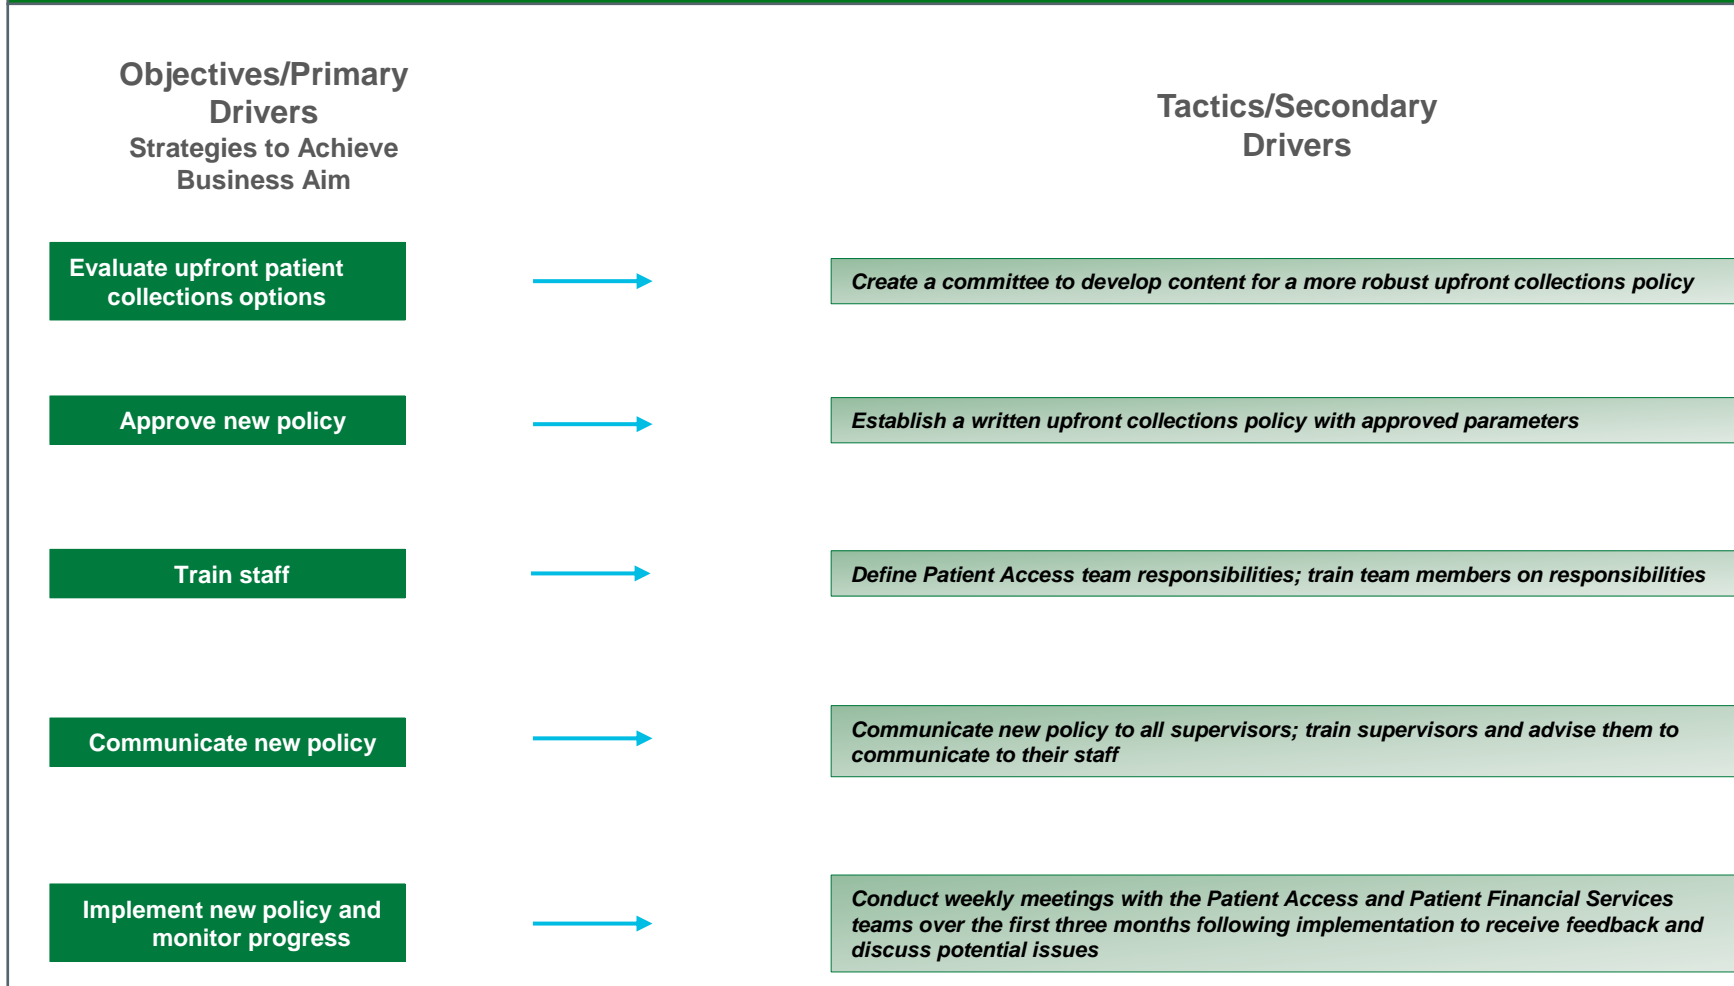 Objectives/Primary
Drivers
Strategies to Achieve
Business Aim
Tactics/Secondary
Drivers
Evaluate upfront patient
collections options
Create a committee to develop content for a more robust upfront collections policy
Approve new policy
Establish a written upfront collections policy with approved parameters
Train staff
Define Patient Access team responsibilities; train team members on responsibilities
Communicate new policy
Communicate new policy to all supervisors; train supervisors and advise them to
communicate to their staff
Implement new policy and
monitor progress
Conduct weekly meetings with the Patient Access and Patient Financial Services
teams over the first three months following implementation to receive feedback and
discuss potential issues